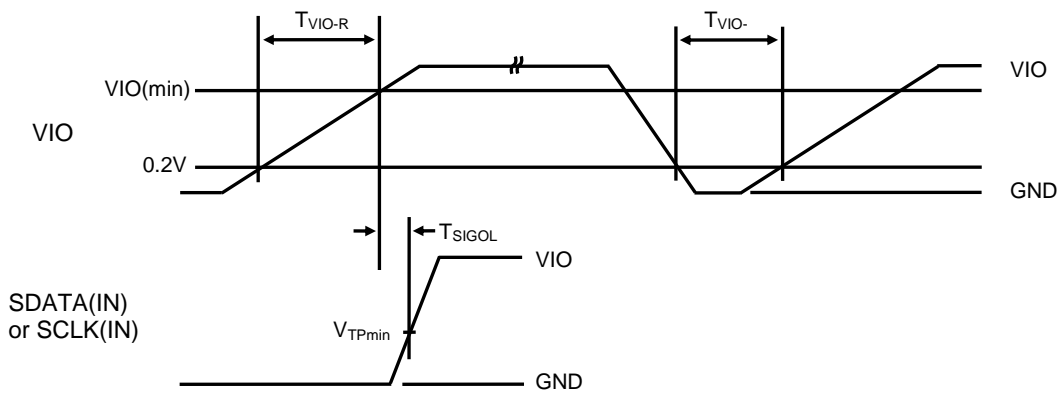 TVIO-R
TVIO-
VIO(min)
VIO
VIO
0.2V
GND
TSIGOL
VIO
SDATA(IN)
or SCLK(IN)
VTPmin
GND